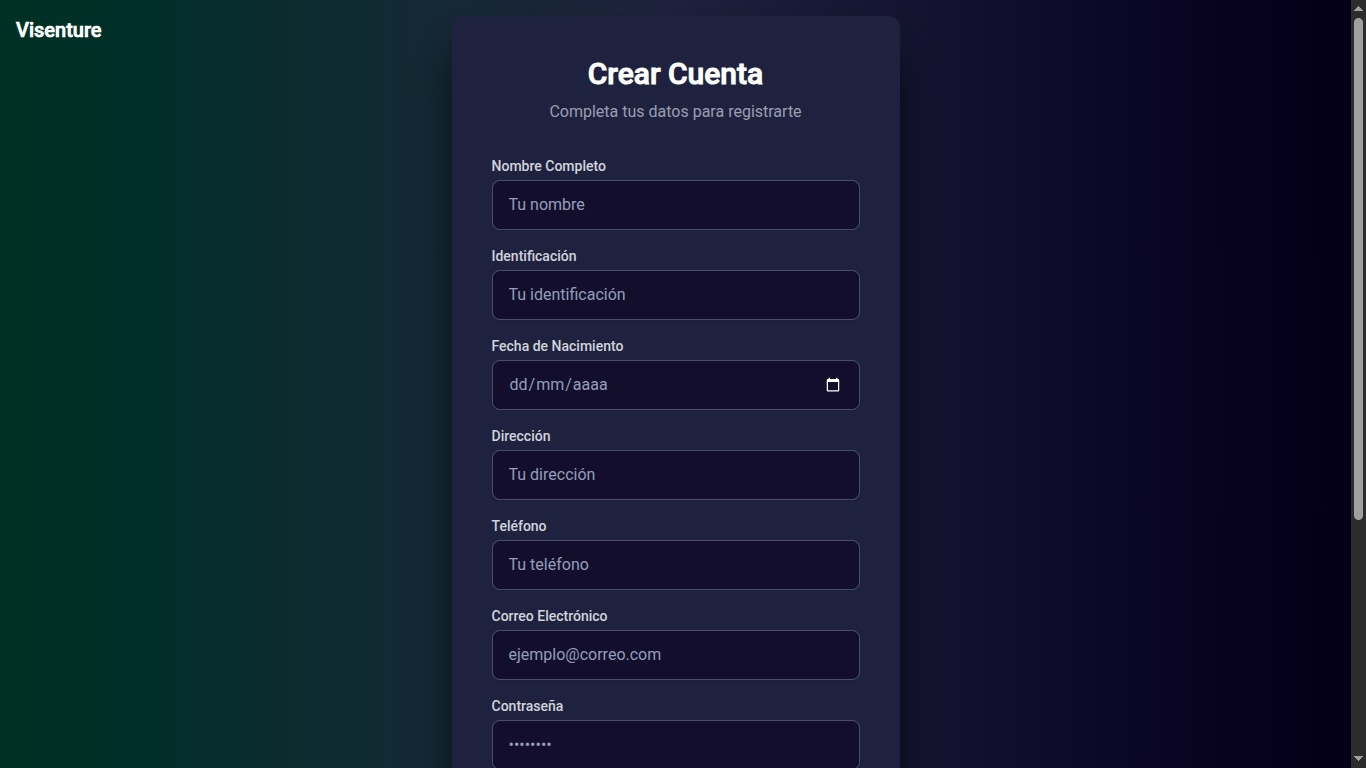 Visenture
Crear Cuenta
Completa tus datos para registrarte
Nombre Completo
Tu nombre
Identificación
Tu identificación
Fecha de Nacimiento
dd/mm/aaaa
Dirección
Tu dirección
Teléfono
Tu teléfono
Correo Electrónico
ejemplo@correo.com
Contraseña
••••••••